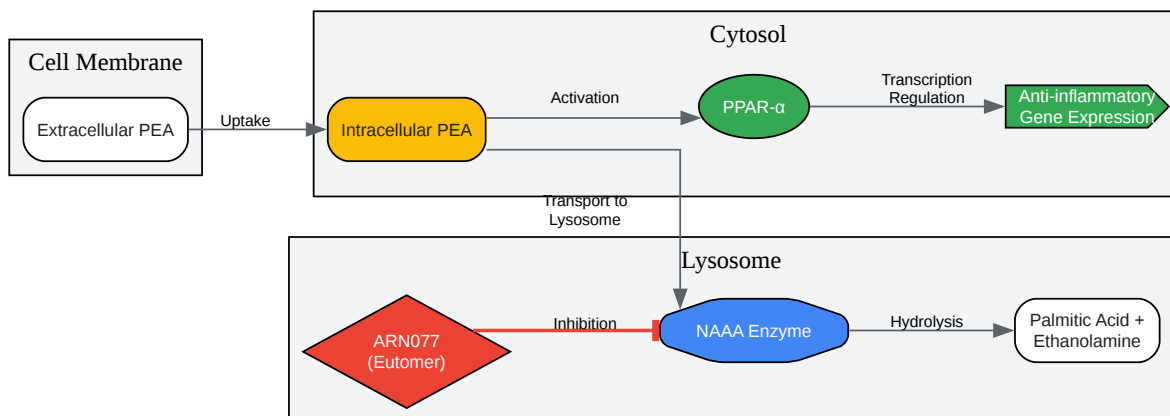 Cell Membrane
Extracellular PEA
Uptake
Cytosol
Intracellular PEA
Activation
PPAR-α
Transcription
Regulation
Anti-inflammatory
Gene Expression
Transport to
Lysosome
Lysosome
ARN077
(Eutomer)
Inhibition
NAAA Enzyme
Hydrolysis
Palmitic Acid +
Ethanolamine